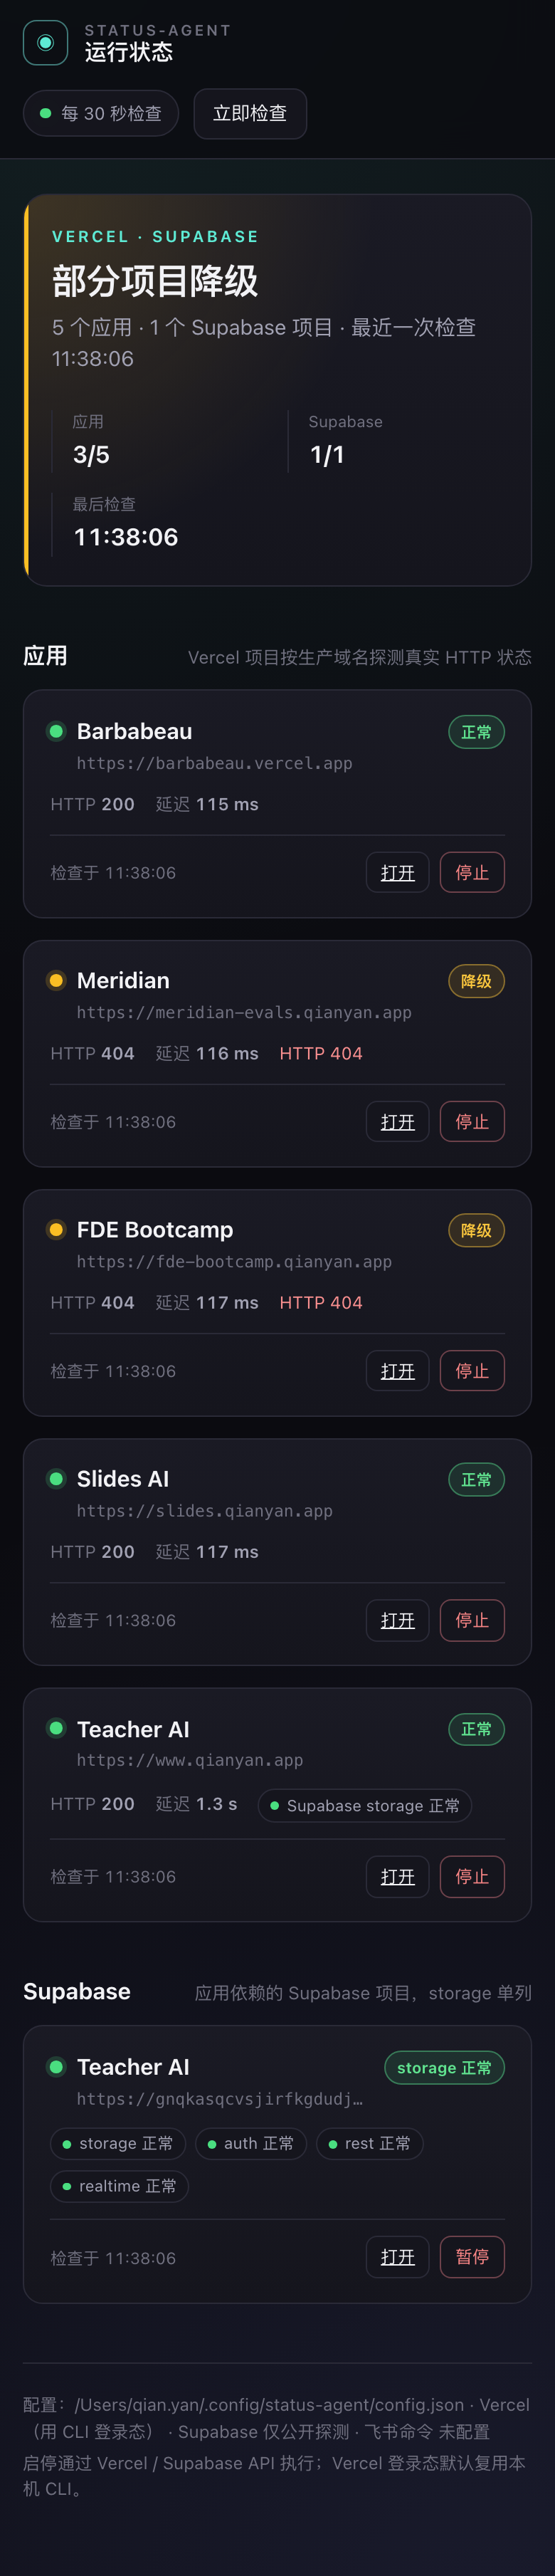 STATUS-AGENT
运行状态
每 30 秒检查
立即检查
VERCEL · SUPABASE
部分项目降级
5 个应用 · 1 个 Supabase 项目 · 最近一次检查
11:38:06
应用
3/5
Supabase
1/1
最后检查
11:38:06
应用
Vercel 项目按生产域名探测真实 HTTP 状态
Barbabeau
正常
https://barbabeau.vercel.app
HTTP 200 延迟 115 ms
检查于 11:38:06
打开
停止
Meridian
降级
https://meridian-evals.qianyan.app
HTTP 404 延迟 116 ms HTTP 404
检查于 11:38:06
打开
停止
FDE Bootcamp
降级
https://fde-bootcamp.qianyan.app
HTTP 404 延迟 117 ms HTTP 404
检查于 11:38:06
打开
停止
Slides AI
正常
https://slides.qianyan.app
HTTP 200 延迟 117 ms
检查于 11:38:06
打开
停止
Teacher AI
正常
https://www.qianyan.app
HTTP 200 延迟 1.3 s Supabase storage 正常
检查于 11:38:06
打开
停止
Supabase
应用依赖的 Supabase 项目，storage 单列
Teacher AI
storage 正常
https://gnqkasqcvsjirfkgdudj…
storage 正常 auth 正常 rest 正常
realtime 正常
检查于 11:38:06
打开
暂停
配置：/Users/qian.yan/.config/status-agent/config.json · Vercel
（用 CLI 登录态） · Supabase 仅公开探测 · 飞书命令 未配置
启停通过 Vercel / Supabase API 执行；Vercel 登录态默认复用本
机 CLI。